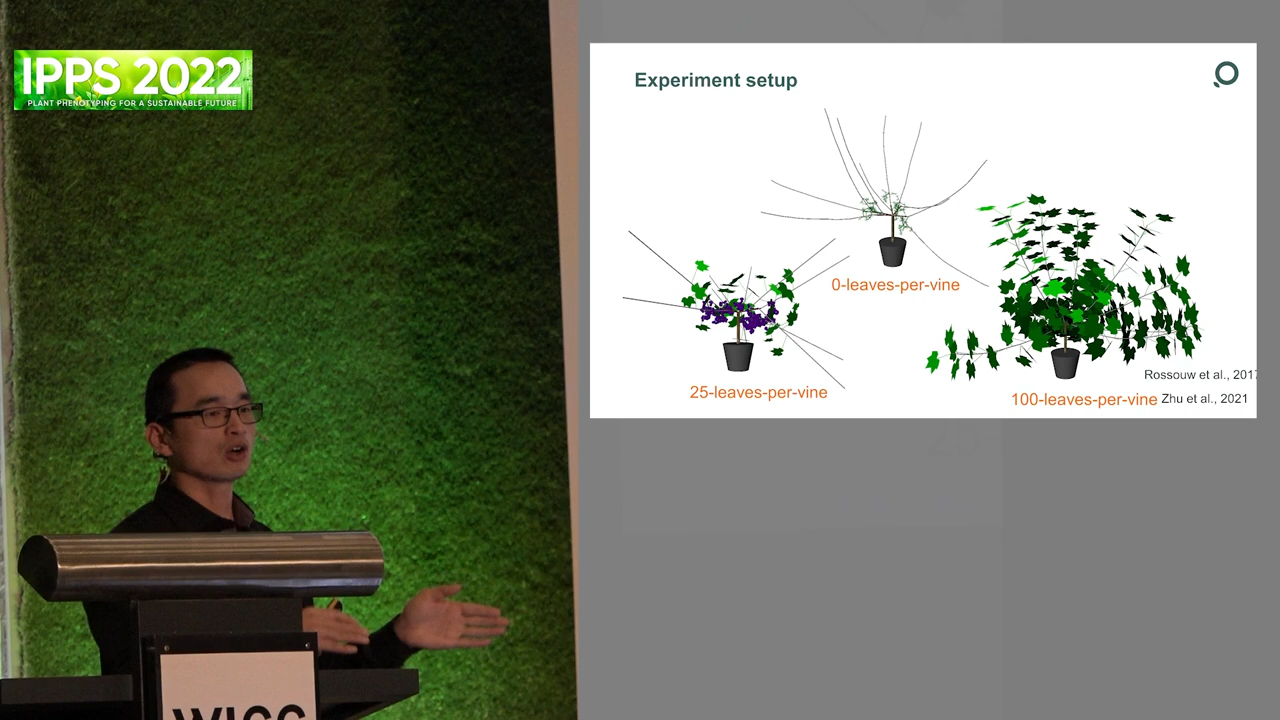 IPPS 2022
PLANT PHENOTYPING FOR A SUSTAINABLE FUTURE
Experiment setup
0-leaves-per-vine
25-leaves-per-vine
Rossouw et al., 2017
100-leaves-per-vine Zhu et al., 2021